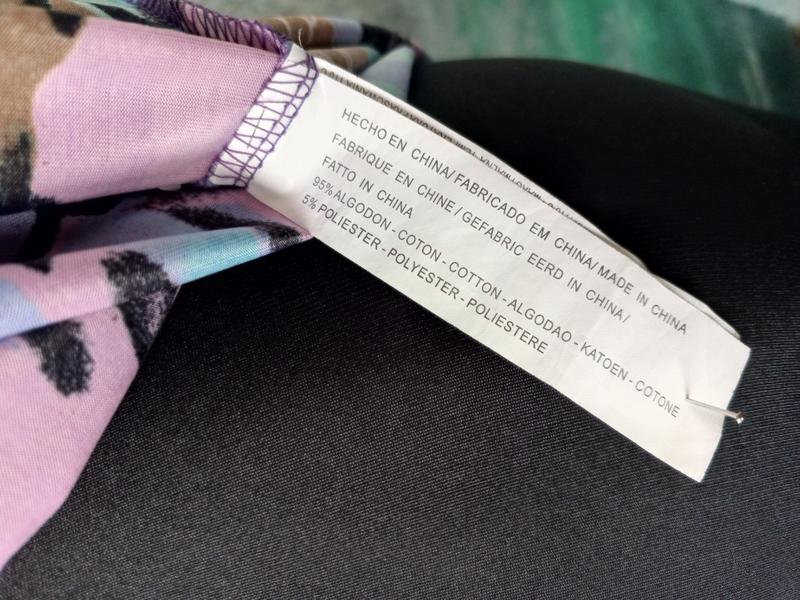 HECHO EN CHINA/FABRICADO EM CHINA/MADE IN CHINA
FABRIQUE EN CHINE/GEFABRIC EERD IN CHINA/
FATTO IN CHINA
95%ALGODON-COTON-COTTON-ALGODAO-KATOEN-COTONE
5%POLIESTER-POLYESTER-POLIESTERE